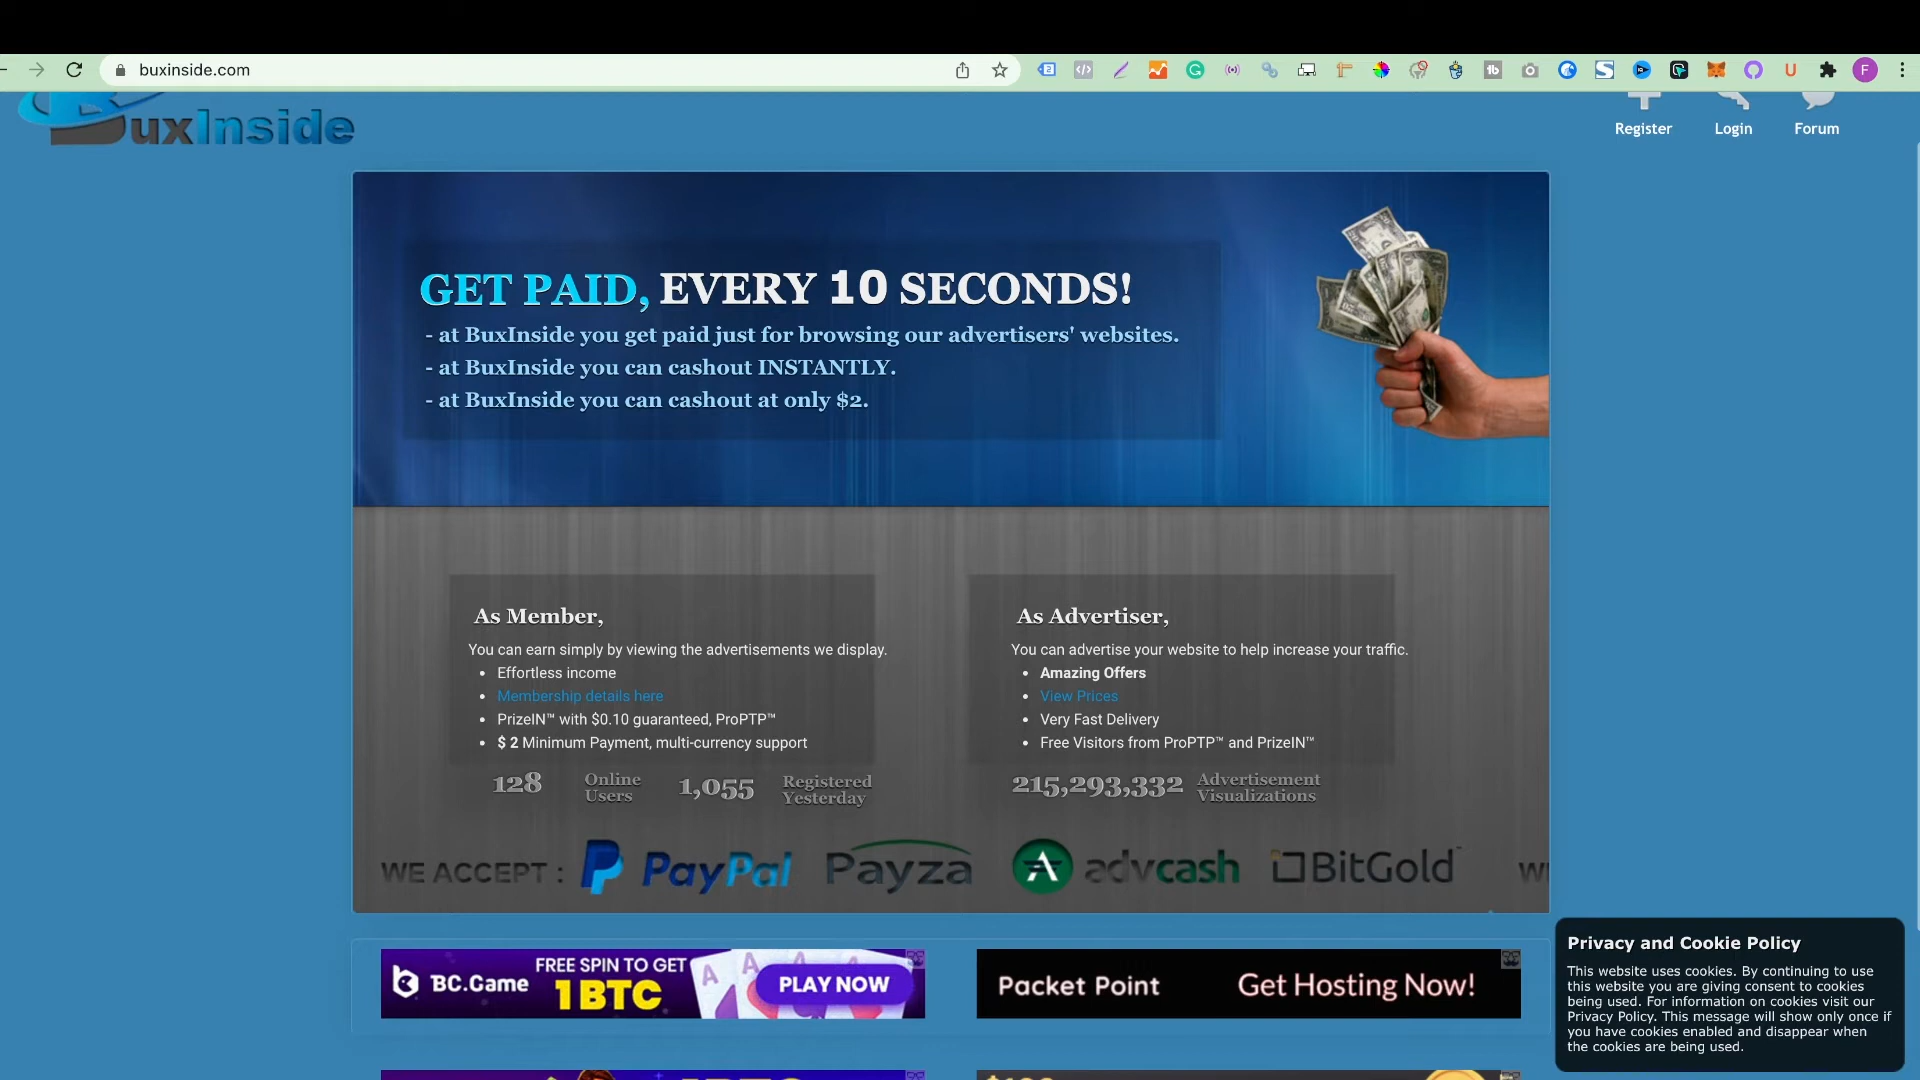 buxinside.com
BuxInside
Register
Login
Forum
GET PAID, EVERY 10 SECONDS!
- at BuxInside you get paid just for browsing our advertisers' websites.
- at BuxInside you can cashout INSTANTLY.
- at BuxInside you can cashout at only $2.
As Member,
You can earn simply by viewing the advertisements we display.
• Effortless income
• Membership details here
• PrizeIN™ with $0.10 guaranteed, ProPTP™
• $ 2 Minimum Payment, multi-currency support
128 Online Users
1,055 Registered Yesterday
As Advertiser,
You can advertise your website to help increase your traffic.
• Amazing Offers
• View Prices
• Very Fast Delivery
• Free Visitors from ProPTP™ and PrizeIN™
215,293,332 Advertisement Visualizations
WE ACCEPT : PayPal Payza advcash BitGold
BC.Game
FREE SPIN TO GET
1BTC
PLAY NOW
Packet Point
Get Hosting Now!
Privacy and Cookie Policy
This website uses cookies. By continuing to use
this website you are giving consent to cookies
being used. For information on cookies visit our
Privacy Policy. This message will show only once if
you have cookies enabled and disappear when
the cookies are being used.